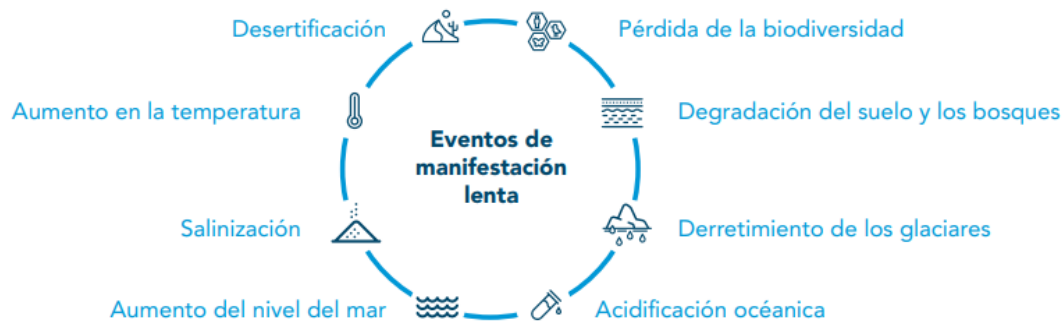 Desertificación
Pérdida de la biodiversidad
Aumento en la temperatura
Degradación del suelo y los bosques
Eventos de
manifestación
lenta
Salinización
Derretimiento de los glaciares
Aumento del nivel del mar
Acidificación océanica